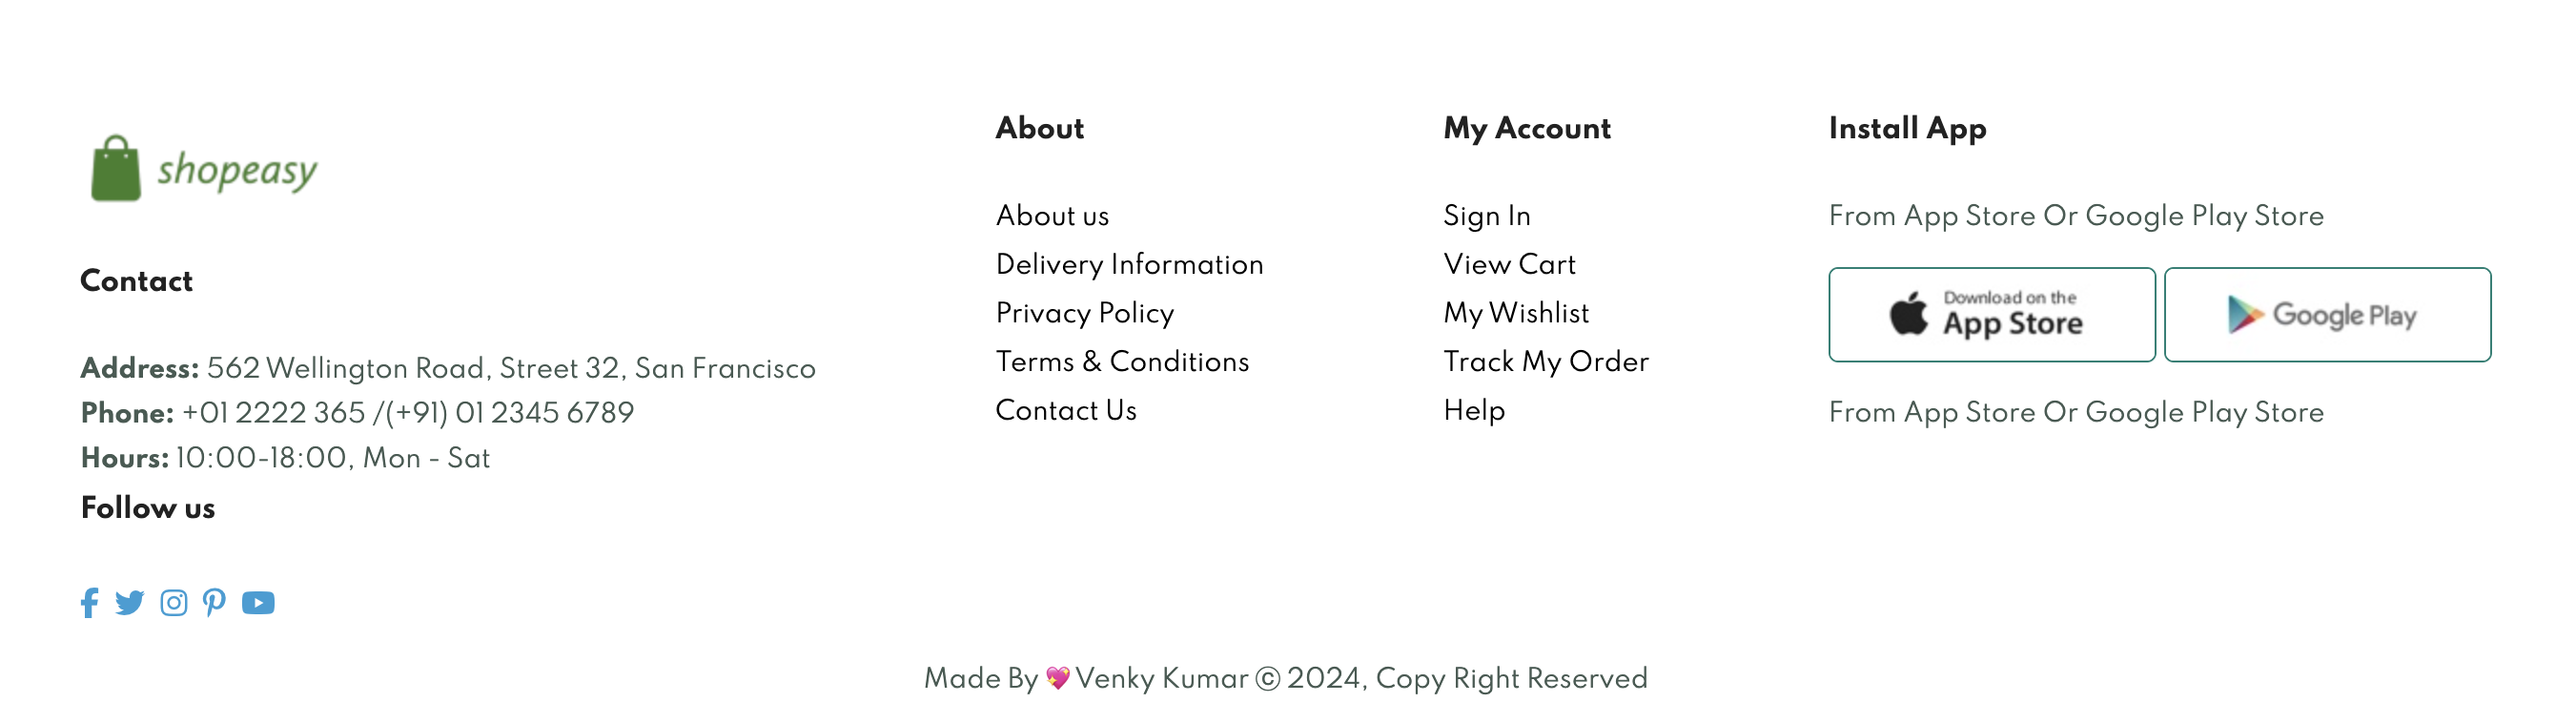 shopeasy
Contact
Address: 562 Wellington Road, Street 32, San Francisco
Phone: +01 2222 365 /(+91) 01 2345 6789
Hours: 10:00-18:00, Mon - Sat
Follow us
About
About us
Delivery Information
Privacy Policy
Terms & Conditions
Contact Us
My Account
Sign In
View Cart
My Wishlist
Track My Order
Help
Install App
From App Store Or Google Play Store
Download on the
App Store
Google Play
From App Store Or Google Play Store
Made By 💖 Venky Kumar © 2024, Copy Right Reserved